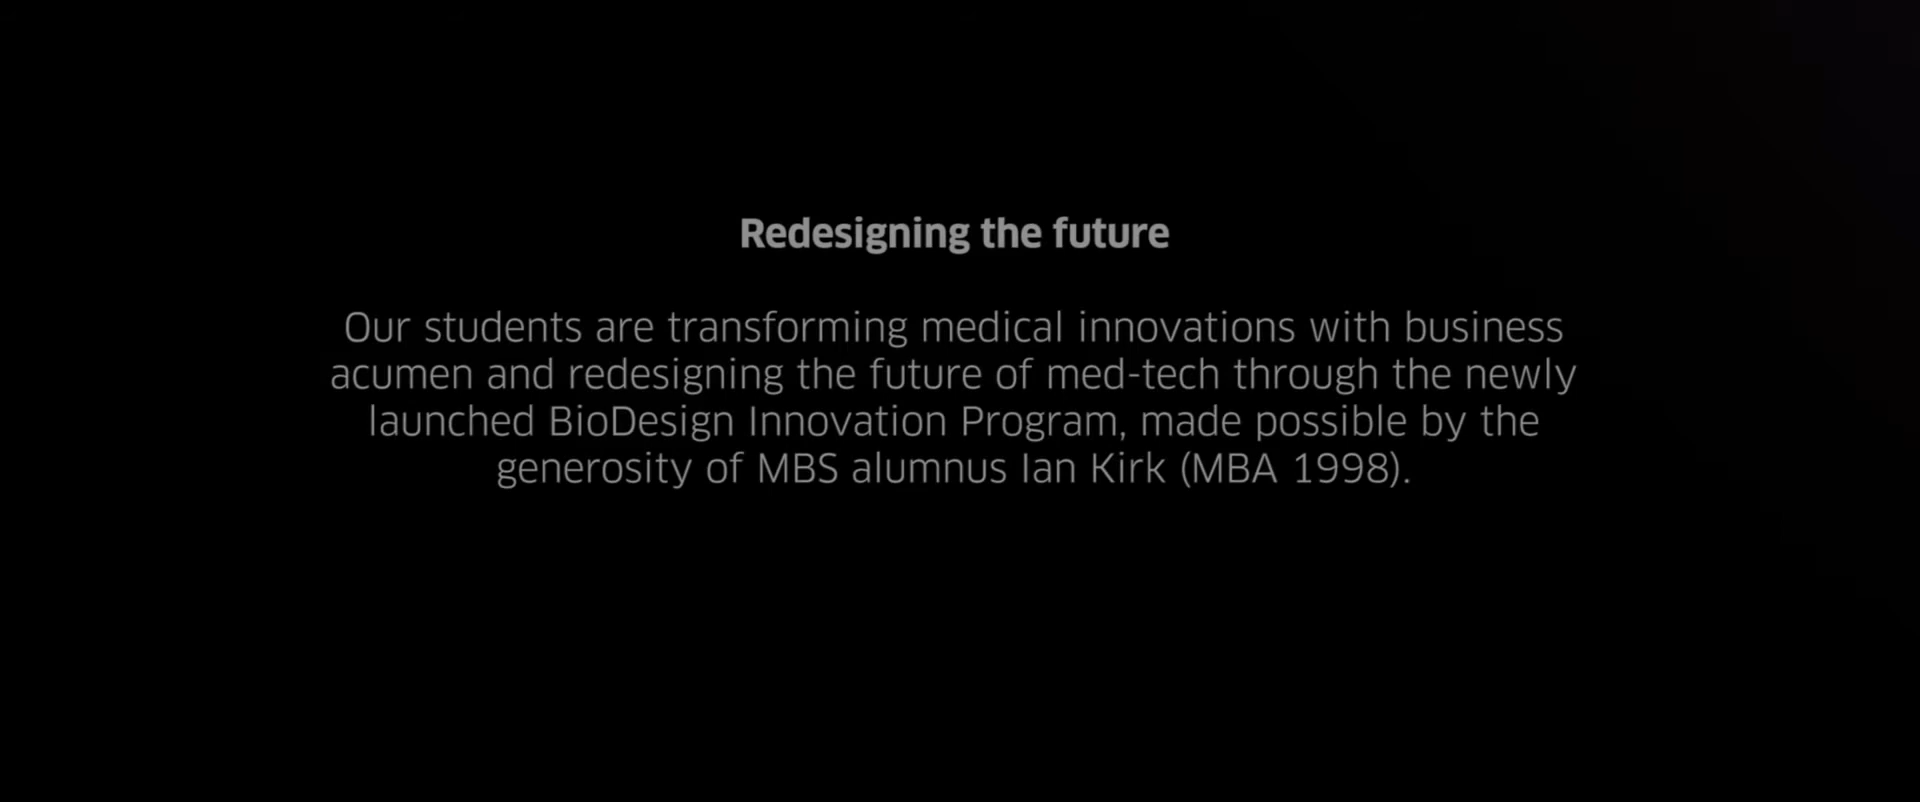 Redesigning the future
Our students are transforming medical innovations with business
acumen and redesigning the future of med-tech through the newly
launched BioDesign Innovation Program, made possible by the
generosity of MBS alumnus Ian Kirk (MBA 1998).